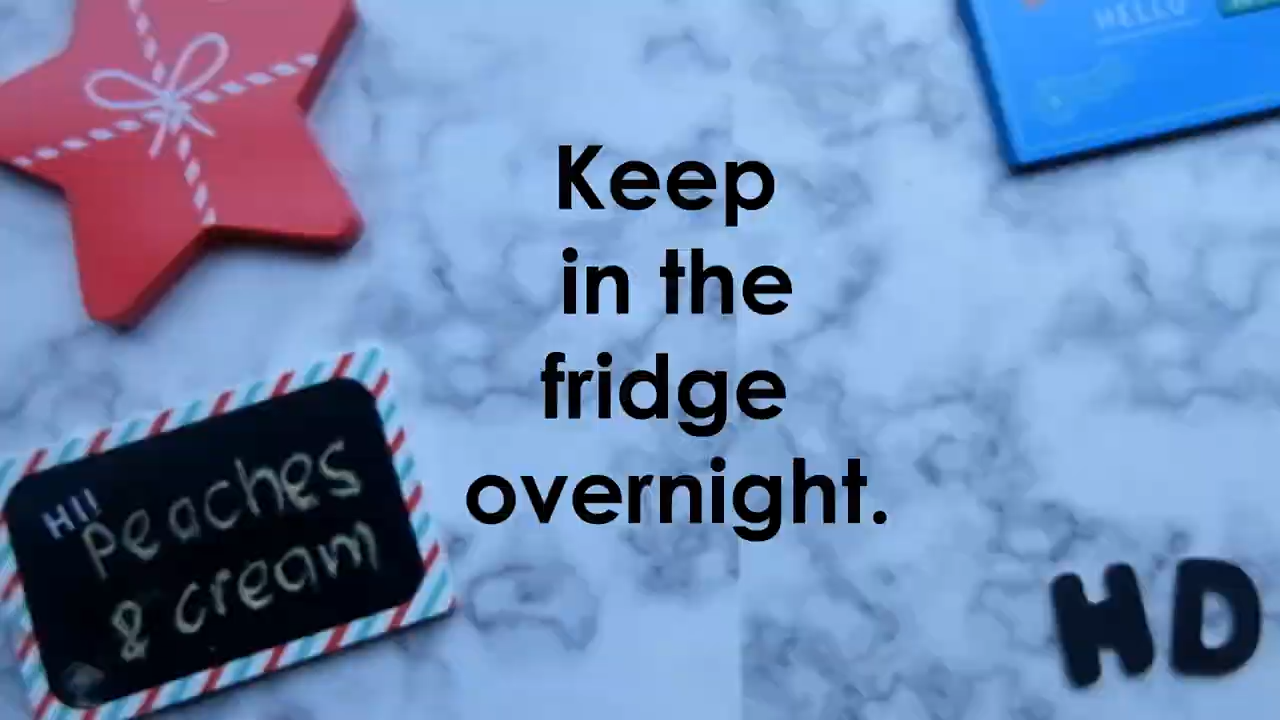 HELLO
Keep
in the
fridge
overnight.
HI!
Peaches
& cream
HD